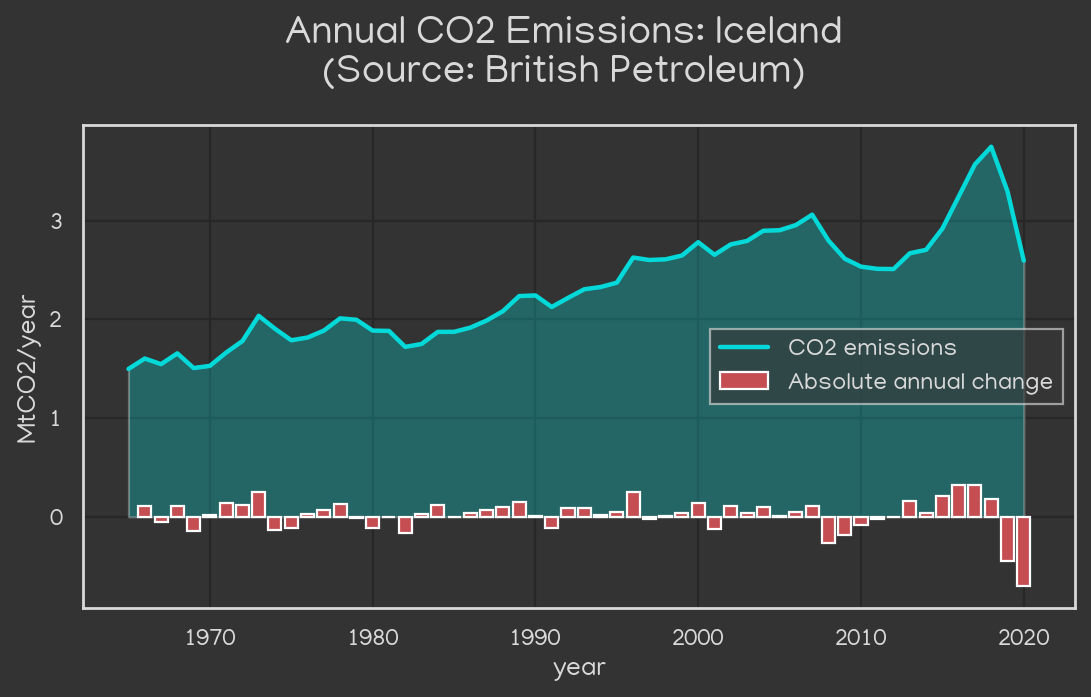 Annual CO2 Emissions: Iceland
(Source: British Petroleum)
MtCO2/year
3
2
1
0
CO2 emissions
Absolute annual change
1970 1980 1990 2000 2010 2020
year